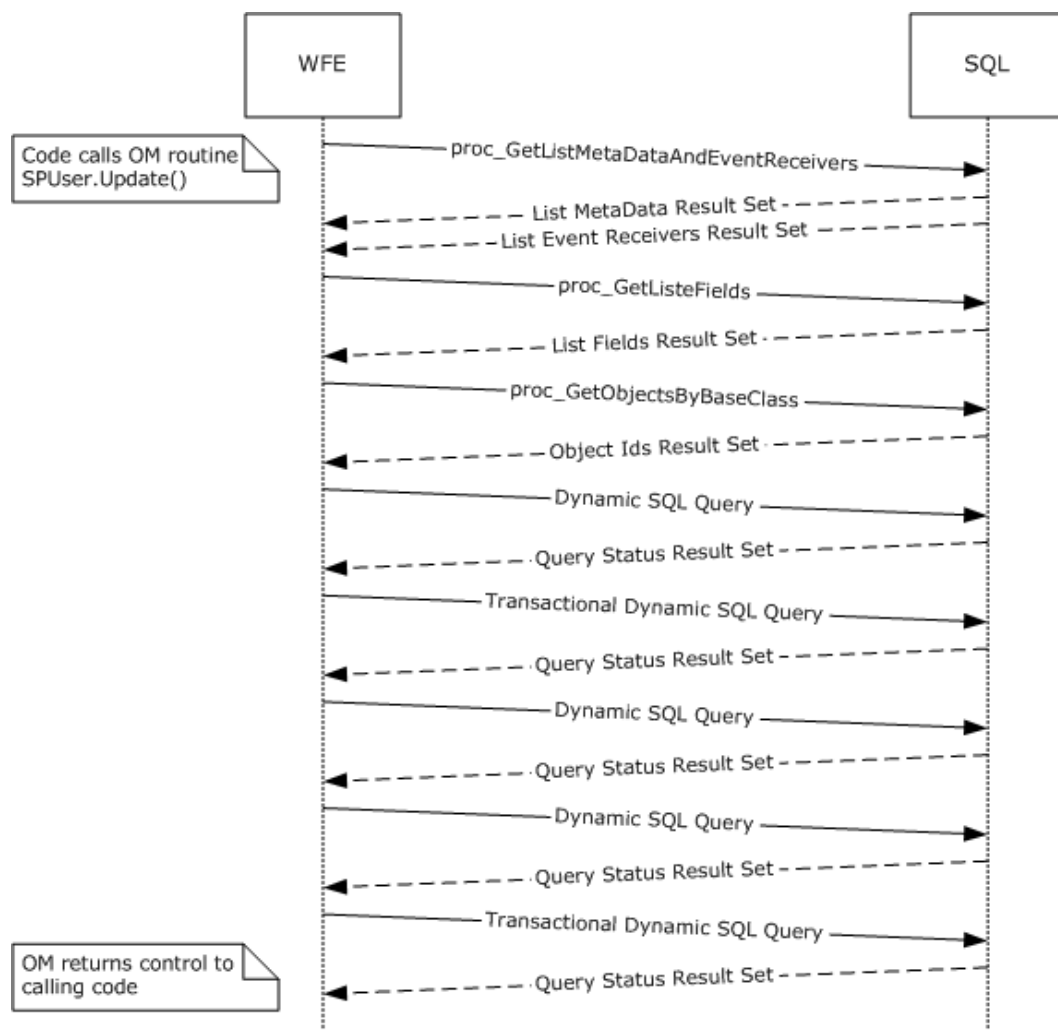 WFE
SQL
Code calls OM routine
SPUser.Update()
proc_GetListMetaDataAndEventReceivers
List MetaData Result Set
List Event Receivers Result Set
proc_GetListeFields
List Fields Result Set
proc_GetObjectsByBaseClass
Object Ids Result Set
Dynamic SQL Query
Query Status Result Set
Transactional Dynamic SQL Query
Query Status Result Set
Dynamic SQL Query
Query Status Result Set
Dynamic SQL Query
Query Status Result Set
Transactional Dynamic SQL Query
OM returns control to
calling code
Query Status Result Set